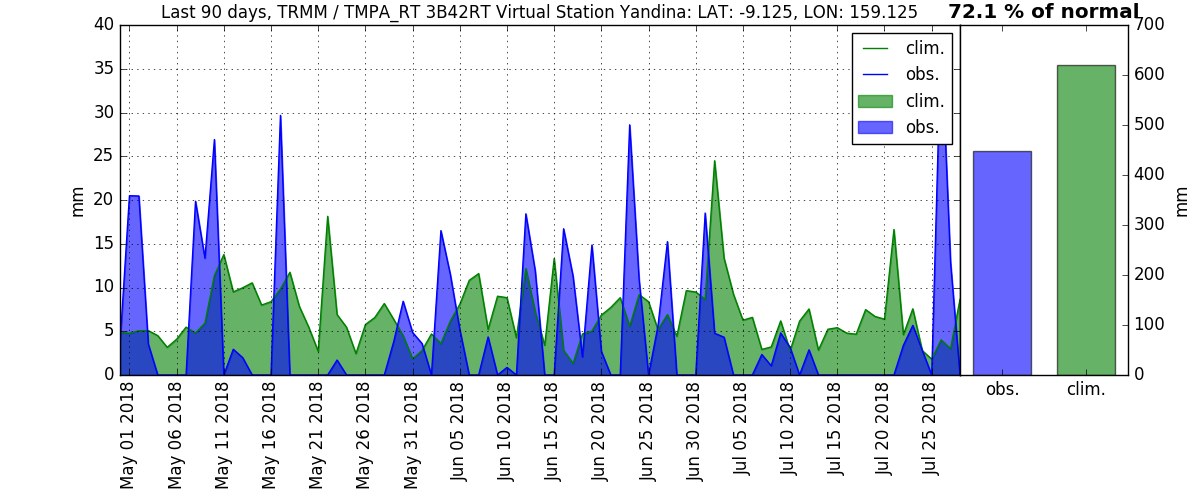 Last 90 days, TRMM / TMPA_RT 3B42RT Virtual Station Yandina: LAT: -9.125, LON: 159.125
72.1 % of normal
40
35
30
25
20
15
10
5
0
mm
clim.
obs.
clim.
obs.
700
600
500
400
300
200
100
0
mm
obs.
clim.
May 01 2018
May 06 2018
May 11 2018
May 16 2018
May 21 2018
May 26 2018
May 31 2018
Jun 05 2018
Jun 10 2018
Jun 15 2018
Jun 20 2018
Jun 25 2018
Jun 30 2018
Jul 05 2018
Jul 10 2018
Jul 15 2018
Jul 20 2018
Jul 25 2018